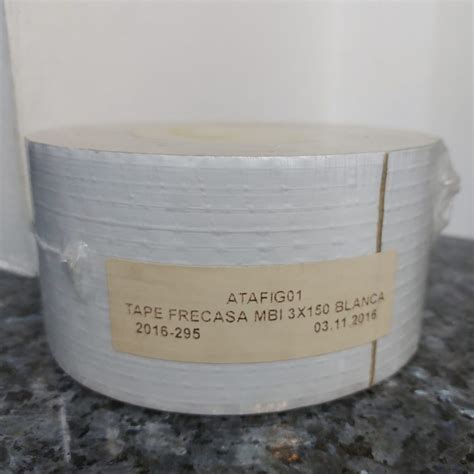 ATAFIG01
TAPE FRECASA MBI 3X150 BLANCA
2016-295 03.11.2016